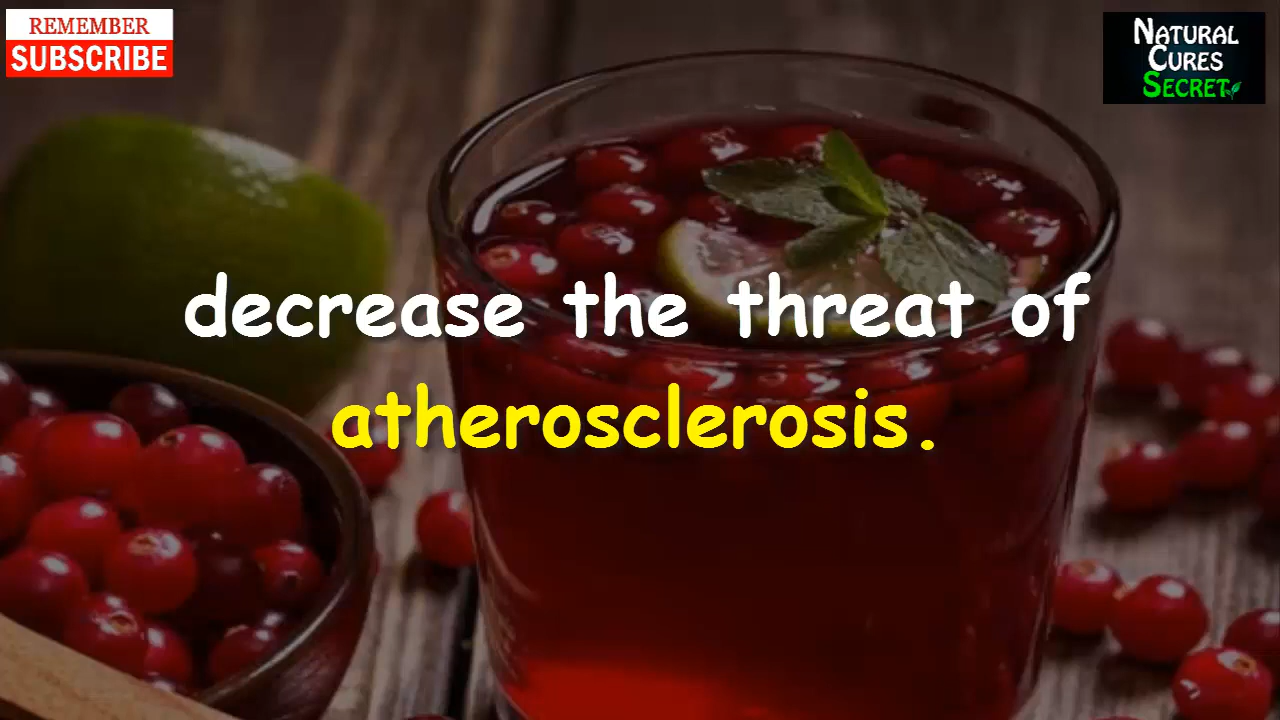 REMEMBER
SUBSCRIBE
NATURAL
CURES
SECRET
decrease the threat of
atherosclerosis.